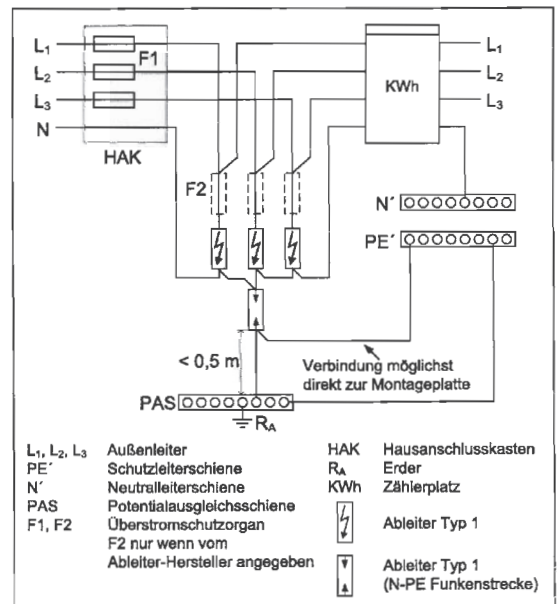 L₁
L₂
L₃
N
F1
HAK
KWh
L₁
L₂
L₃
F2
N´
PE´
< 0,5 m
Verbindung möglichst
direkt zur Montageplatte
PAS
R_A
L₁, L₂, L₃ Außenleiter
PE´ Schutzleiterschiene
N´ Neutralleiterschiene
PAS Potentialausgleichsschiene
F1, F2 Überstromschutzorgan
F2 nur wenn vom
Ableiter-Hersteller angegeben
HAK Hausanschlusskasten
R_A Erder
KWh Zählerplatz
Ableiter Typ 1
Ableiter Typ 1
(N-PE Funkenstrecke)